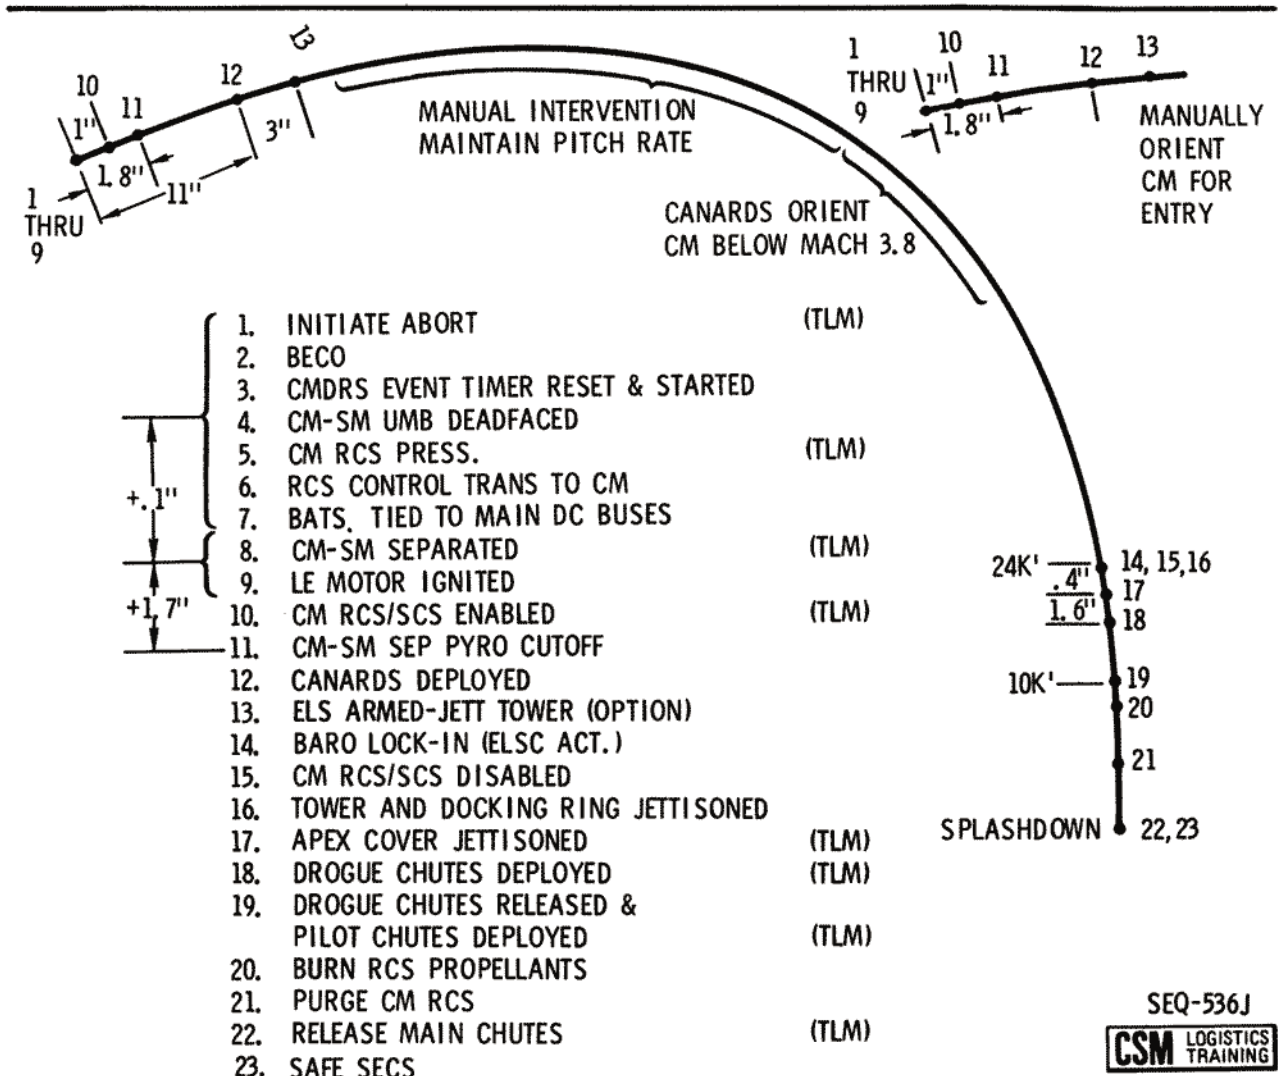 13
12
10
11
1"
3"
1.8"
11"
1
THRU
9
MANUAL INTERVENTION
MAINTAIN PITCH RATE
CANARDS ORIENT
CM BELOW MACH 3.8
1
THRU
9
10
1"
11
12
13
1.8"
MANUALLY
ORIENT
CM FOR
ENTRY
1. INITIATE ABORT (TLM)
2. BECO
3. CMDRS EVENT TIMER RESET & STARTED
4. CM-SM UMB DEADFACED
5. CM RCS PRESS. (TLM)
6. RCS CONTROL TRANS TO CM
7. BATS. TIED TO MAIN DC BUSES
8. CM-SM SEPARATED (TLM)
9. LE MOTOR IGNITED
10. CM RCS/SCS ENABLED (TLM)
11. CM-SM SEP PYRO CUTOFF
12. CANARDS DEPLOYED
13. ELS ARMED-JETT TOWER (OPTION)
14. BARO LOCK-IN (ELSC ACT.)
15. CM RCS/SCS DISABLED
16. TOWER AND DOCKING RING JETTISONED
17. APEX COVER JETTISONED (TLM)
18. DROGUE CHUTES DEPLOYED (TLM)
19. DROGUE CHUTES RELEASED &
PILOT CHUTES DEPLOYED (TLM)
20. BURN RCS PROPELLANTS
21. PURGE CM RCS
22. RELEASE MAIN CHUTES (TLM)
23. SAFE SECS
+.1"
+1.7"
24K' 14, 15,16
.4" 17
1.6" 18
10K' 19
20
21
SPLASHDOWN 22,23
SEQ-536J
CSM LOGISTICS
TRAINING